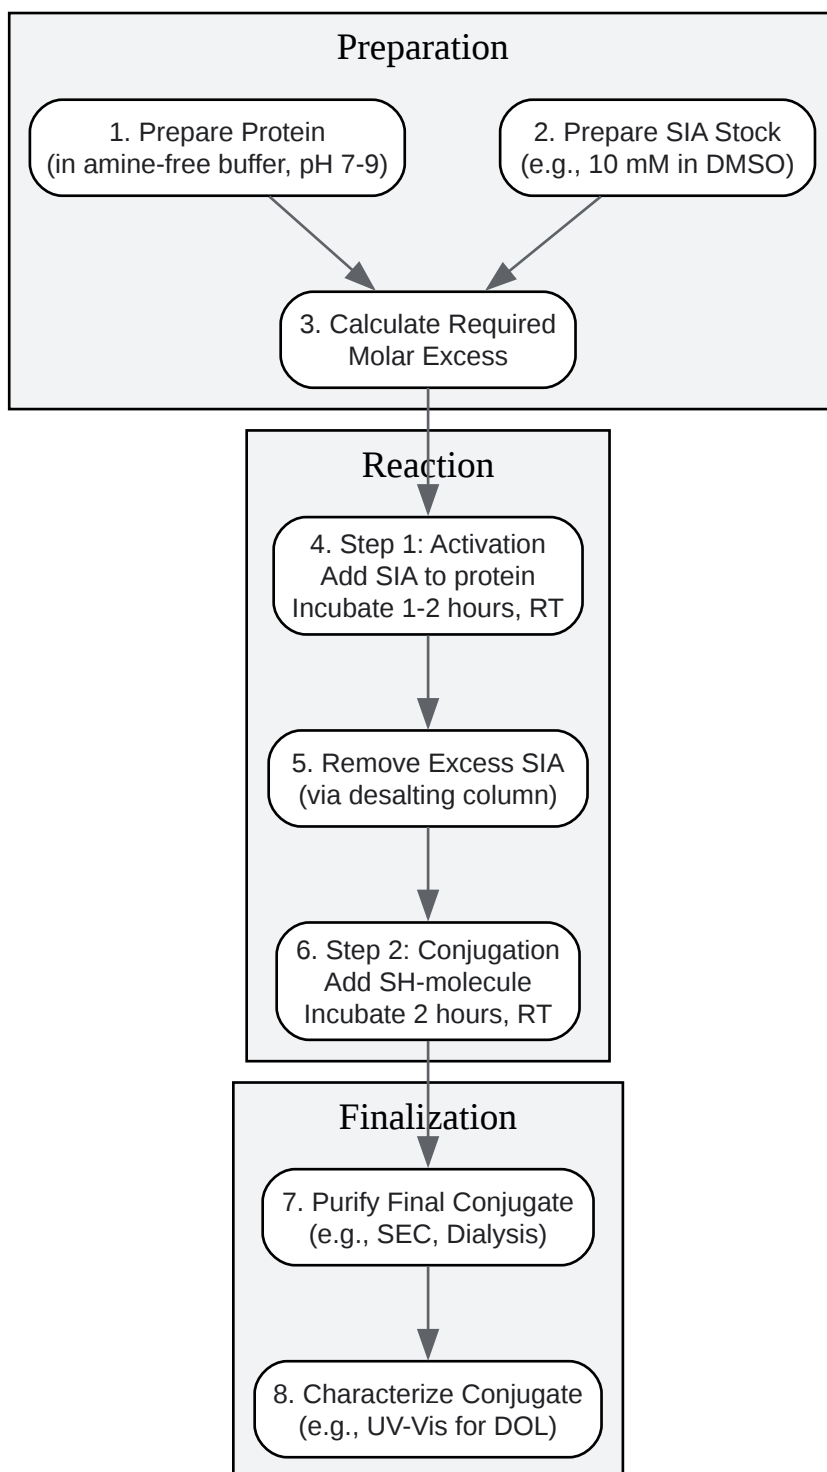 Preparation
1. Prepare Protein
(in amine-free buffer, pH 7-9)
2. Prepare SIA Stock
(e.g., 10 mM in DMSO)
3. Calculate Required
Molar Excess
Reaction
4. Step 1: Activation
Add SIA to protein
Incubate 1-2 hours, RT
5. Remove Excess SIA
(via desalting column)
6. Step 2: Conjugation
Add SH-molecule
Incubate 2 hours, RT
Finalization
7. Purify Final Conjugate
(e.g., SEC, Dialysis)
8. Characterize Conjugate
(e.g., UV-Vis for DOL)